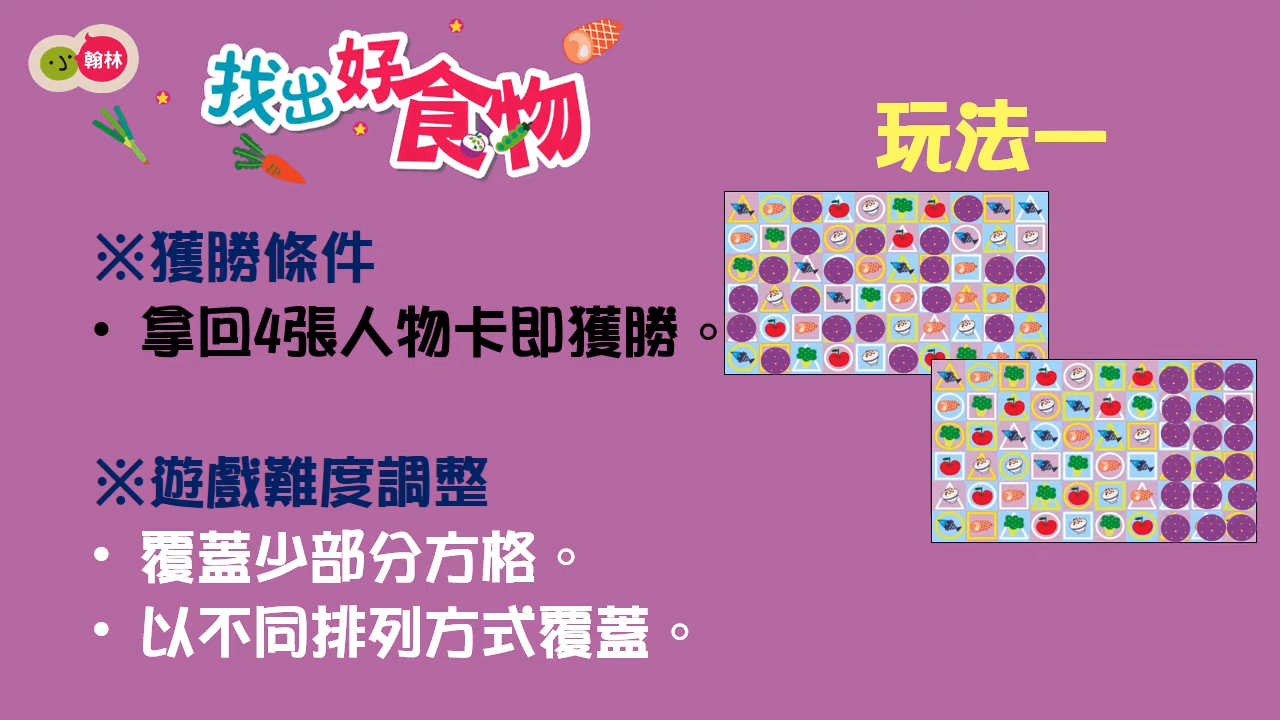 翰林
找出好食物
玩法一
※獲勝條件
• 拿回4張人物卡即獲勝。
※遊戲難度調整
• 覆蓋少部分方格。
• 以不同排列方式覆蓋。